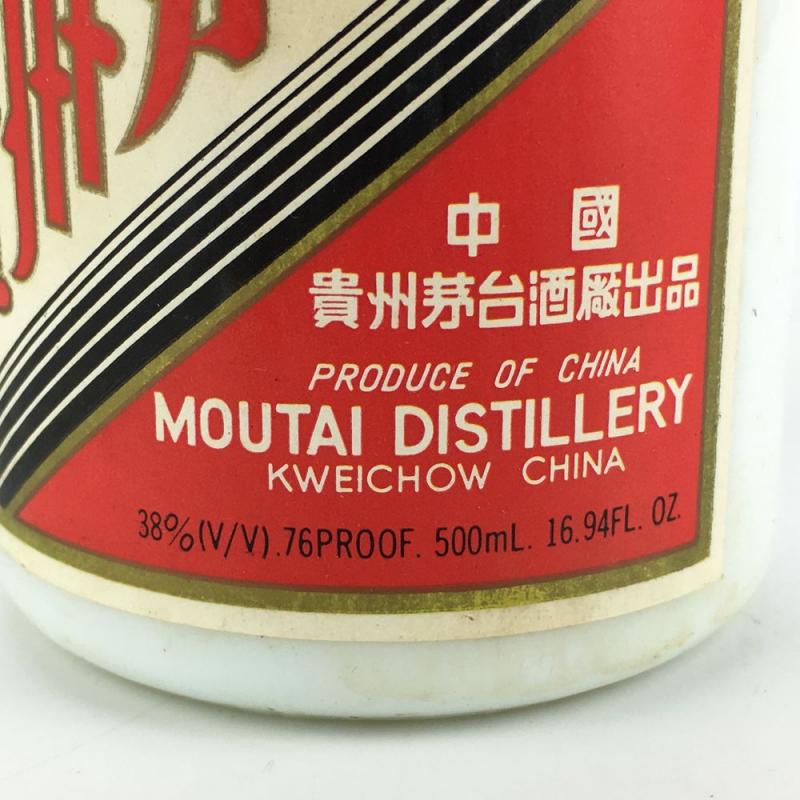 中 國
貴州茅台酒廠出品
PRODUCE OF CHINA
MOUTAI DISTILLERY
KWEICHOW CHINA
38%(V/V).76PROOF. 500mL. 16.94FL. OZ.